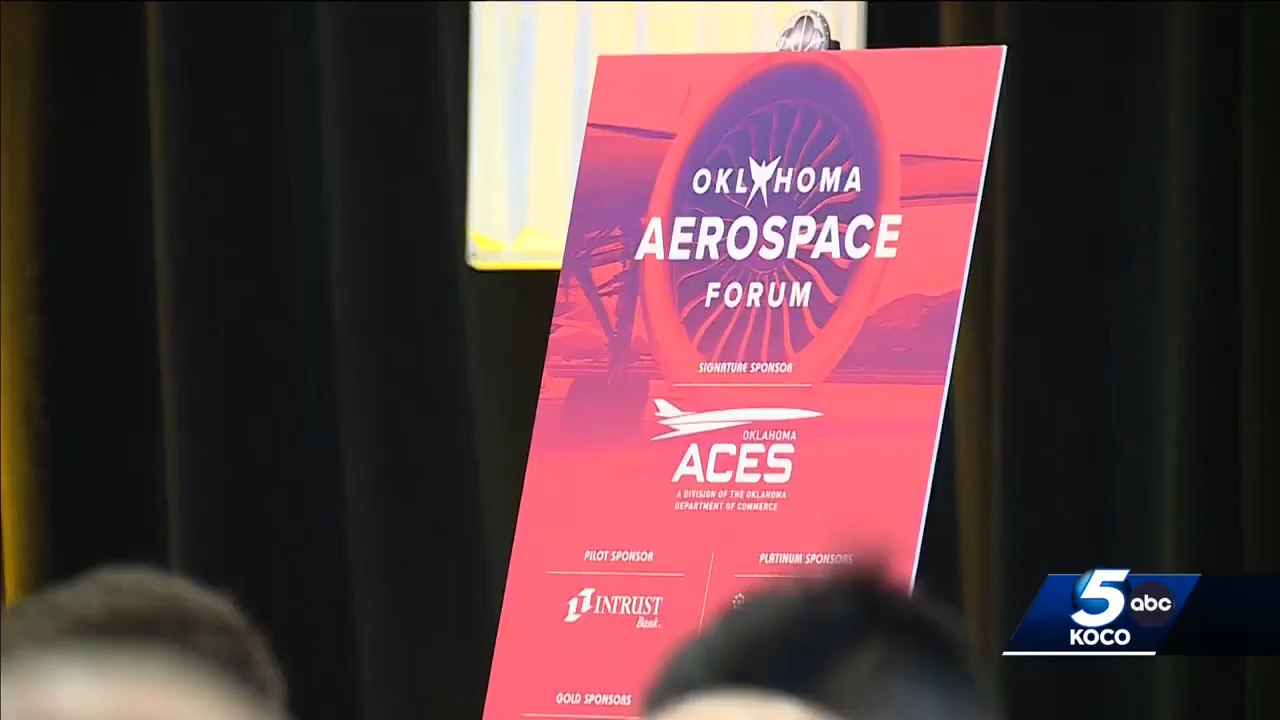 OKLAHOMA
AEROSPACE
FORUM
SIGNATURE SPONSOR
OKLAHOMA
ACES
A DIVISION OF THE OKLAHOMA
DEPARTMENT OF COMMERCE
PILOT SPONSOR
PLATINUM SPONSORS
INTRUST
Bank.
GOLD SPONSORS
5
abc
KOCO